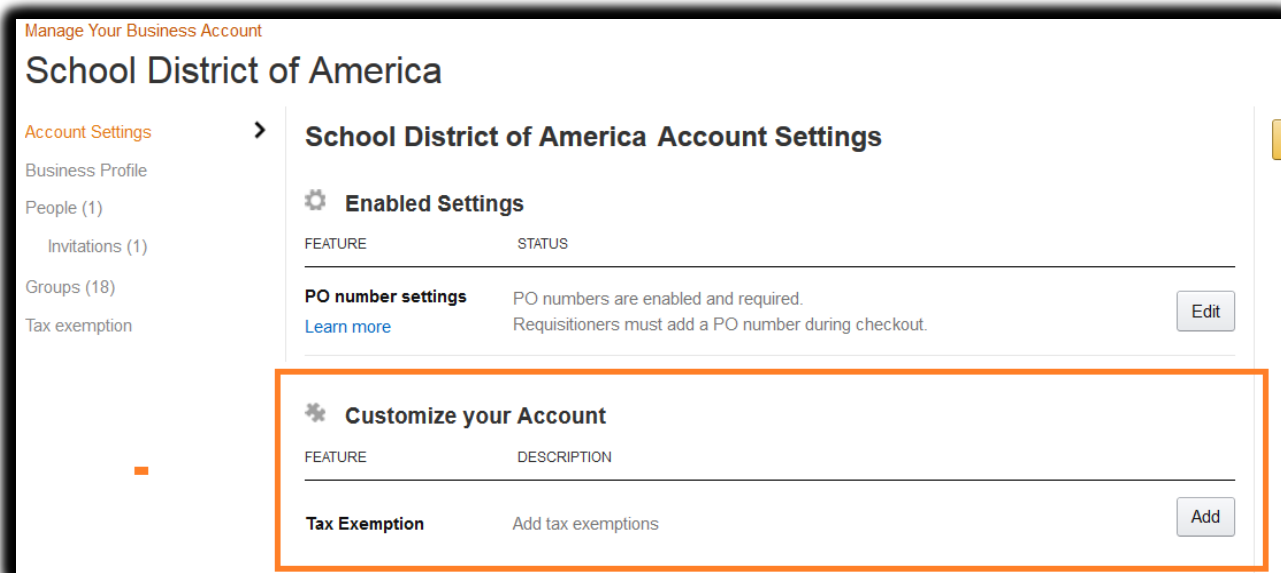 Manage Your Business Account
School District of America
Account Settings
Business Profile
People (1)
Invitations (1)
Groups (18)
Tax exemption
School District of America Account Settings
Enabled Settings
FEATURE STATUS
PO number settings PO numbers are enabled and required.
Learn more Requisitioners must add a PO number during checkout.
Edit
Customize your Account
FEATURE DESCRIPTION
Tax Exemption Add tax exemptions Add